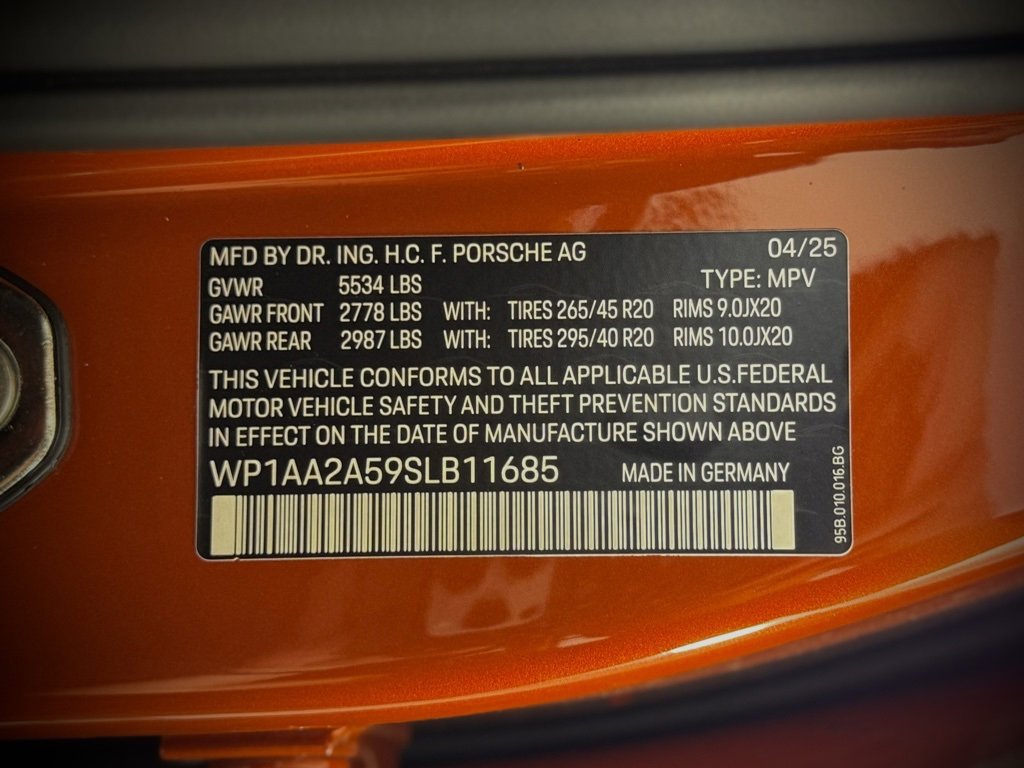 MFD BY DR. ING. H.C. F. PORSCHE AG 04/25
GVWR 5534 LBS TYPE: MPV
GAWR FRONT 2778 LBS WITH: TIRES 265/45 R20 RIMS 9.0JX20
GAWR REAR 2987 LBS WITH: TIRES 295/40 R20 RIMS 10.0JX20
THIS VEHICLE CONFORMS TO ALL APPLICABLE U.S.FEDERAL
MOTOR VEHICLE SAFETY AND THEFT PREVENTION STANDARDS
IN EFFECT ON THE DATE OF MANUFACTURE SHOWN ABOVE
WP1AA2A59SLB11685 MADE IN GERMANY
95B.010.016.BG